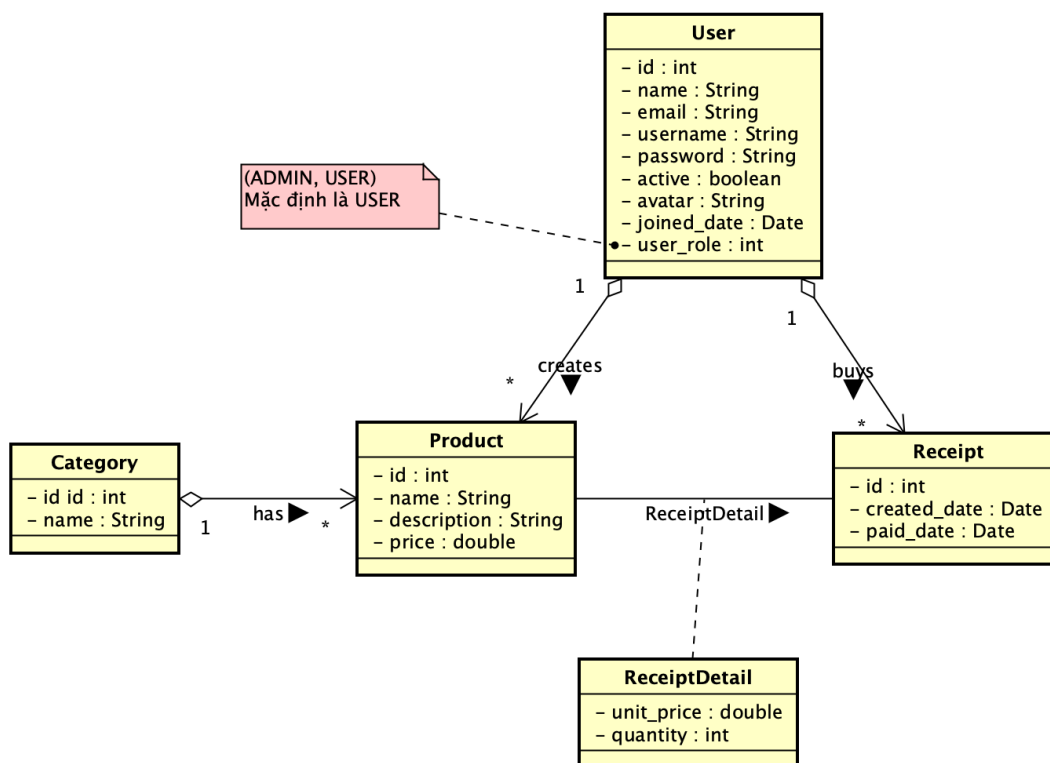 User
- id : int
- name : String
- email : String
- username : String
- password : String
- active : boolean
- avatar : String
- joined_date : Date
- user_role : int
(ADMIN, USER)
Mặc định là USER
1
1
creates
*
buys
*
Category
- id id : int
- name : String
1
has
*
Product
- id : int
- name : String
- description : String
- price : double
ReceiptDetail
Receipt
- id : int
- created_date : Date
- paid_date : Date
ReceiptDetail
- unit_price : double
- quantity : int